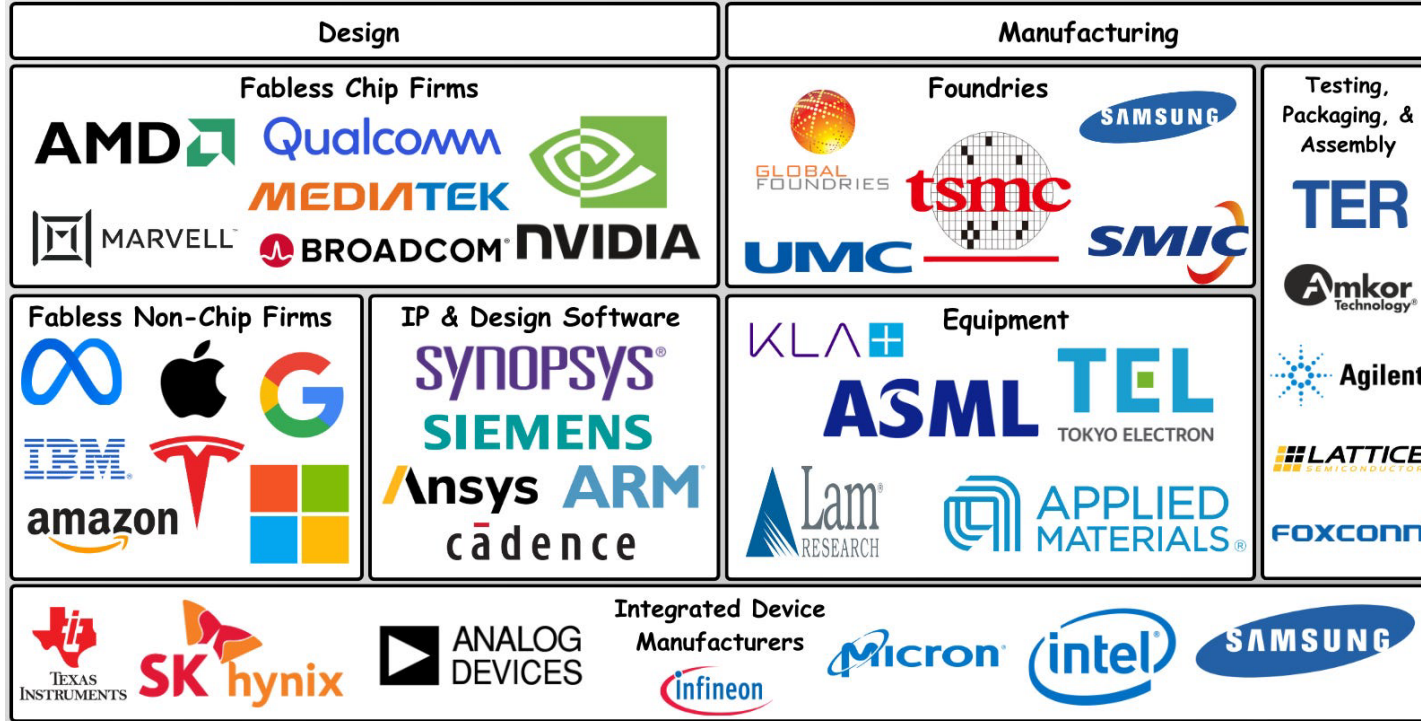 Design
Manufacturing
Fabless Chip Firms
AMD
Qualcomm
MEDIATEK
MARVELL
BROADCOM®
NVIDIA
Foundries
GLOBAL
FOUNDRIES
tsmc
SAMSUNG
UMC
SMIC
Testing,
Packaging, &
Assembly
TER
Amkor
Technology®
Agilent
LATTICE
SEMICONDUCTOR
FOXCONN
Fabless Non-Chip Firms
IBM®
amazon
IP & Design Software
SYNOPSYS®
SIEMENS
Ansys
ARM®
cādence
Equipment
KLA
ASML
TEL
TOKYO ELECTRON
Lam®
RESEARCH
APPLIED
MATERIALS®
Integrated Device
Manufacturers
TEXAS
INSTRUMENTS
SK hynix
ANALOG
DEVICES
infineon
Micron
intel®
SAMSUNG